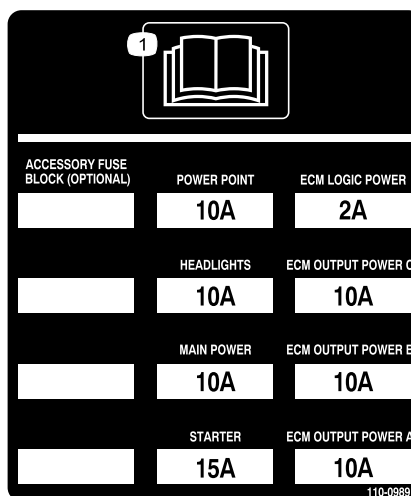 1
ACCESSORY FUSE
BLOCK (OPTIONAL)
POWER POINT
ECM LOGIC POWER
10A
2A
HEADLIGHTS
ECM OUTPUT POWER C
10A
10A
MAIN POWER
ECM OUTPUT POWER B
10A
10A
STARTER
ECM OUTPUT POWER A
15A
10A
110-0989